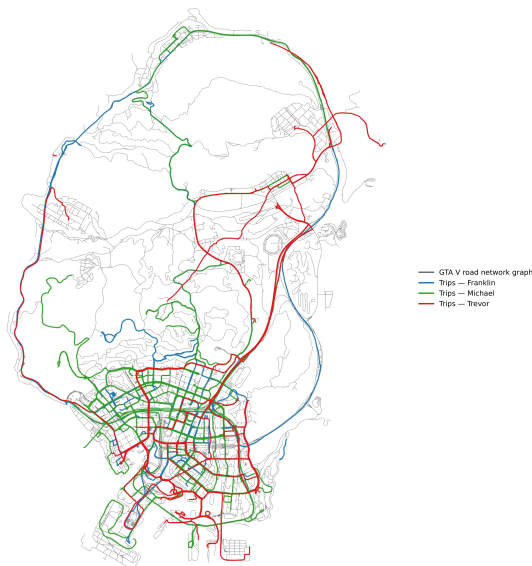 GTA V road network graph
Trips — Franklin
Trips — Michael
Trips — Trevor